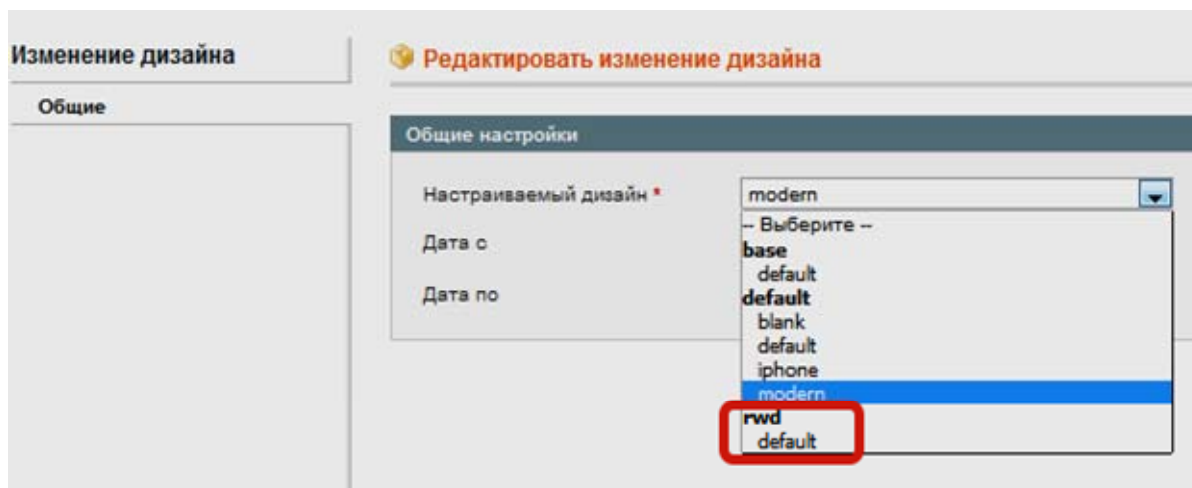 Изменение дизайна
Общие
Редактировать изменение дизайна
Общие настройки
Настраиваемый дизайн *
modern
Дата с
Дата по
-- Выберите --
base
default
default
blank
default
iphone
modern
rwd
default